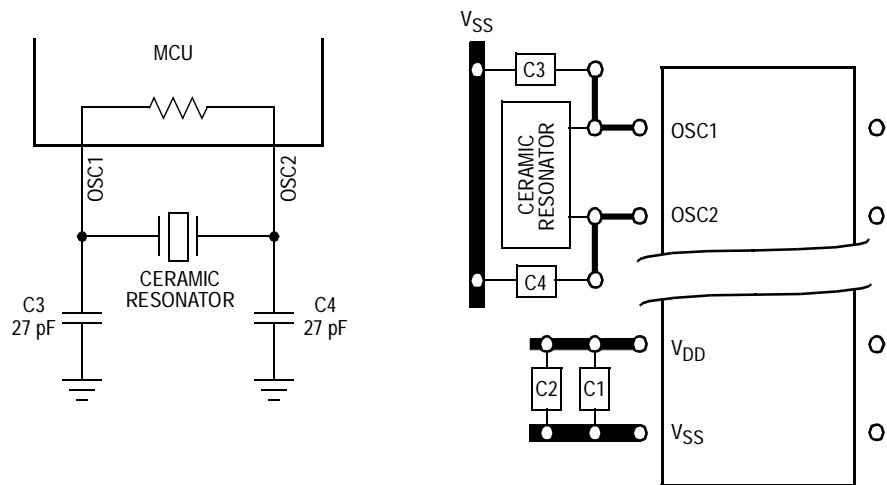 MCU
OSC1
OSC2
CERAMIC
RESONATOR
C3
27 pF
C4
27 pF
VSS
C3
CERAMIC
RESONATOR
C4
OSC1
OSC2
VDD
C2
C1
VSS